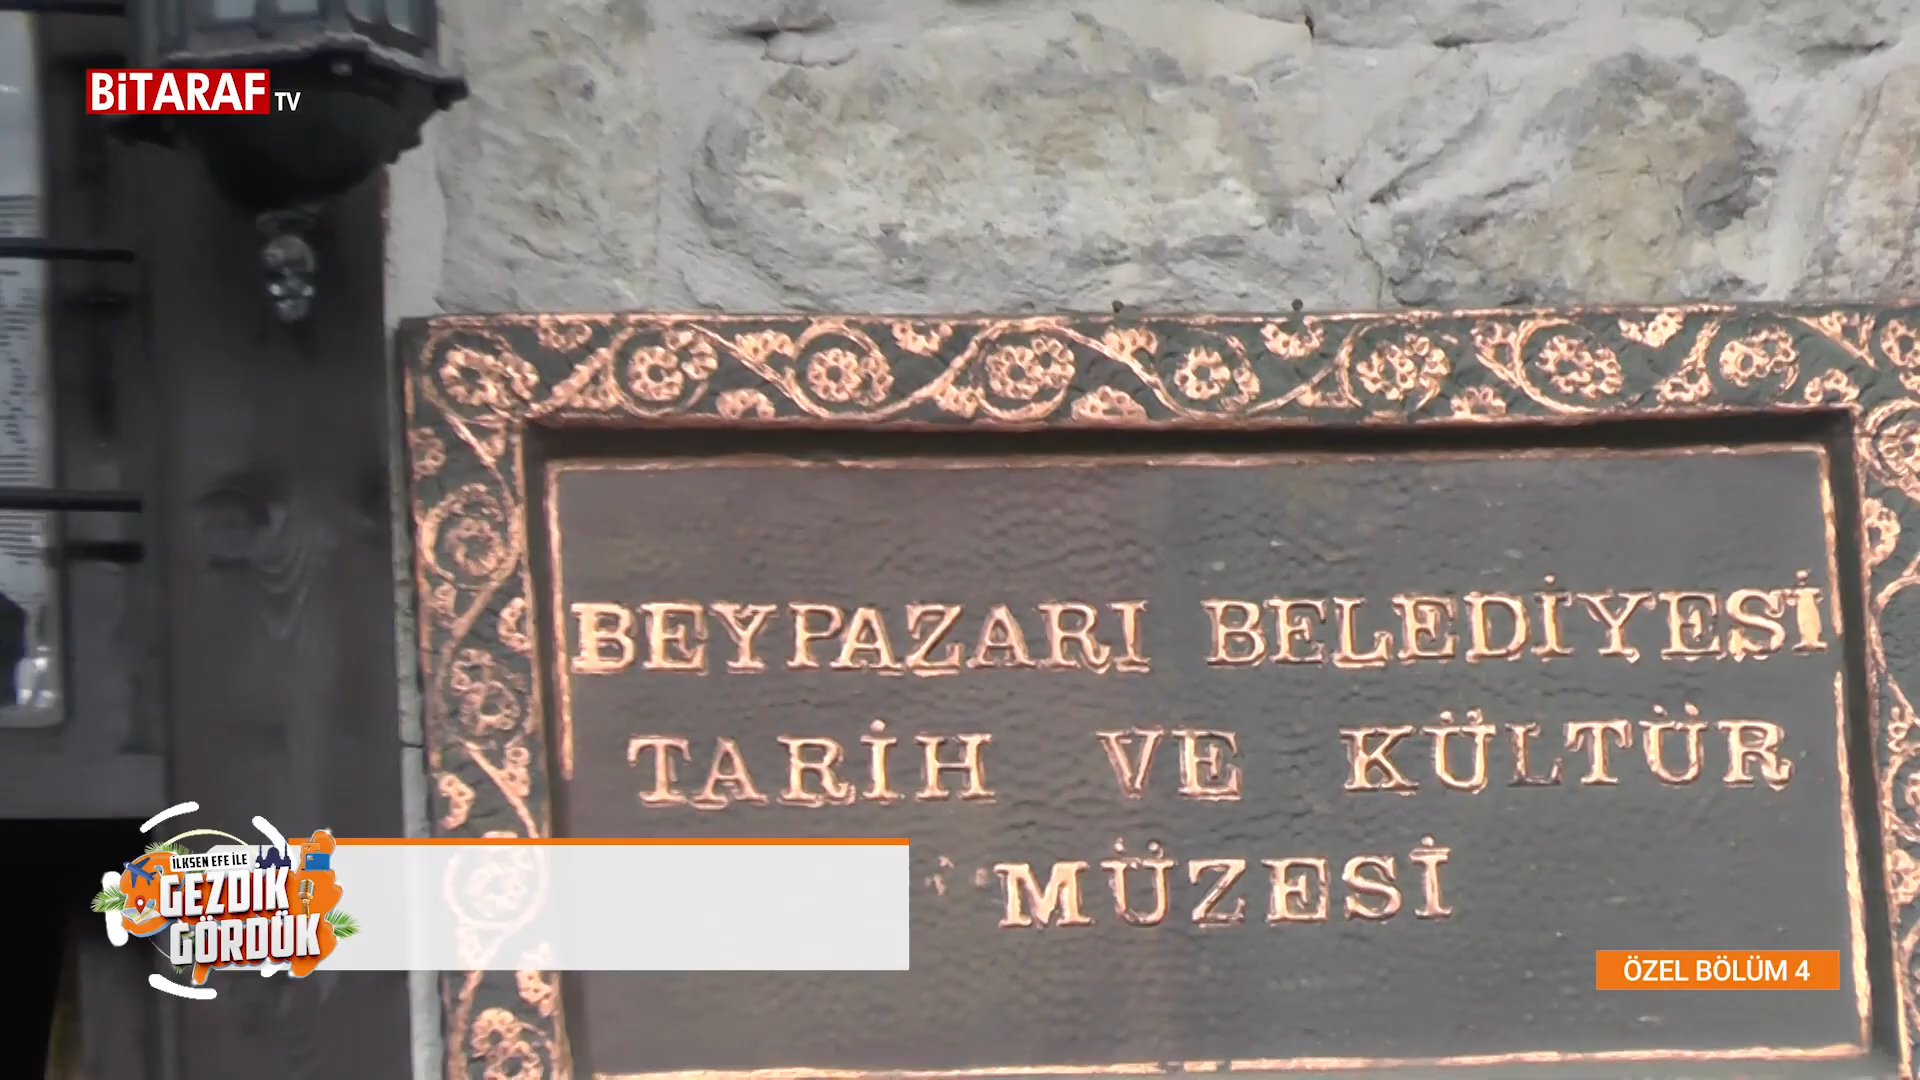 BiTARAF TV
BEYPAZARI BELEDİYESİ
TARİH VE KÜLTÜR
MÜZESİ
İLKSEN EFE İLE
GEZDİK
GÖRDÜK
ÖZEL BÖLÜM 4